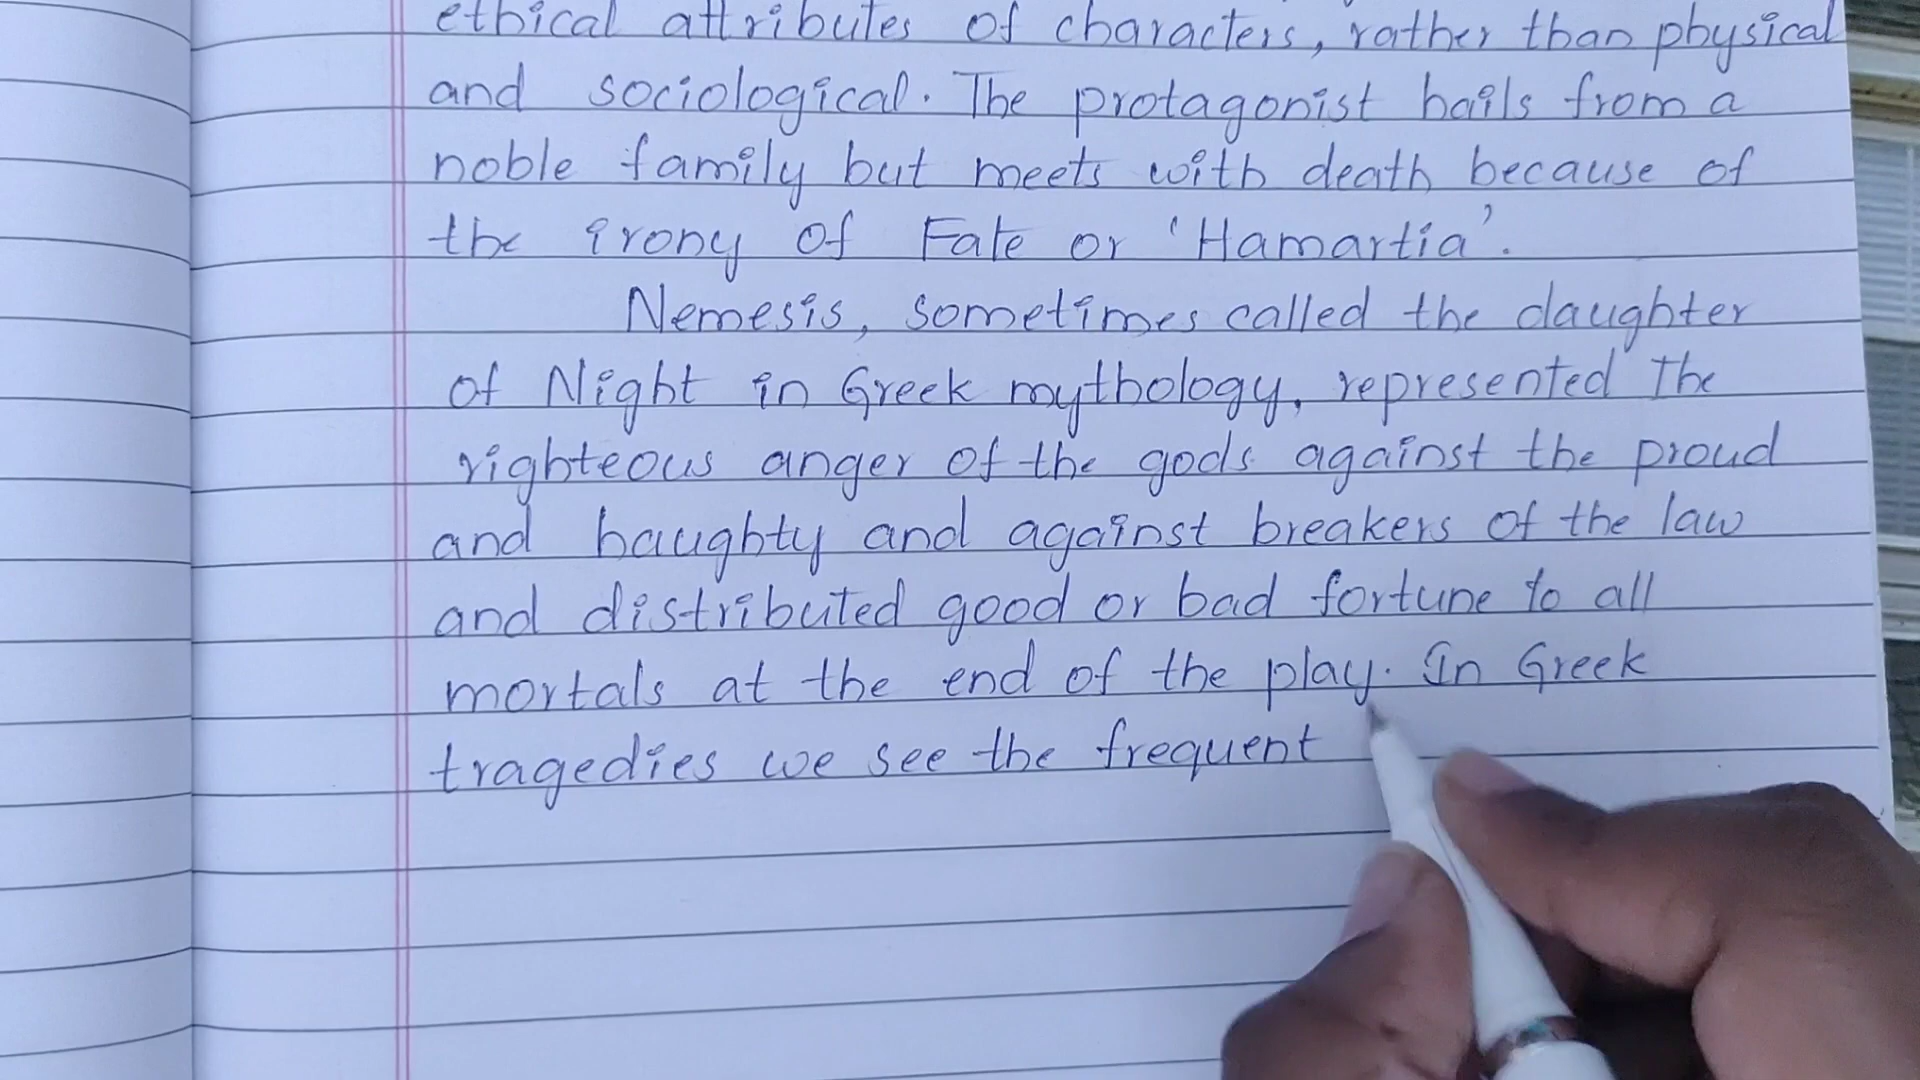 ethical attributes of characters, rather than physical
and sociological. The protagonist hails from a
noble family but meets with death because of
the irony of Fate or 'Hamartia'.
Nemesis, sometimes called the daughter
of Night in Greek mythology, represented The
righteous anger of the gods against the proud
and haughty and against breakers of the law
and distributed good or bad fortune to all
mortals at the end of the play. In Greek
tragedies we see the frequent